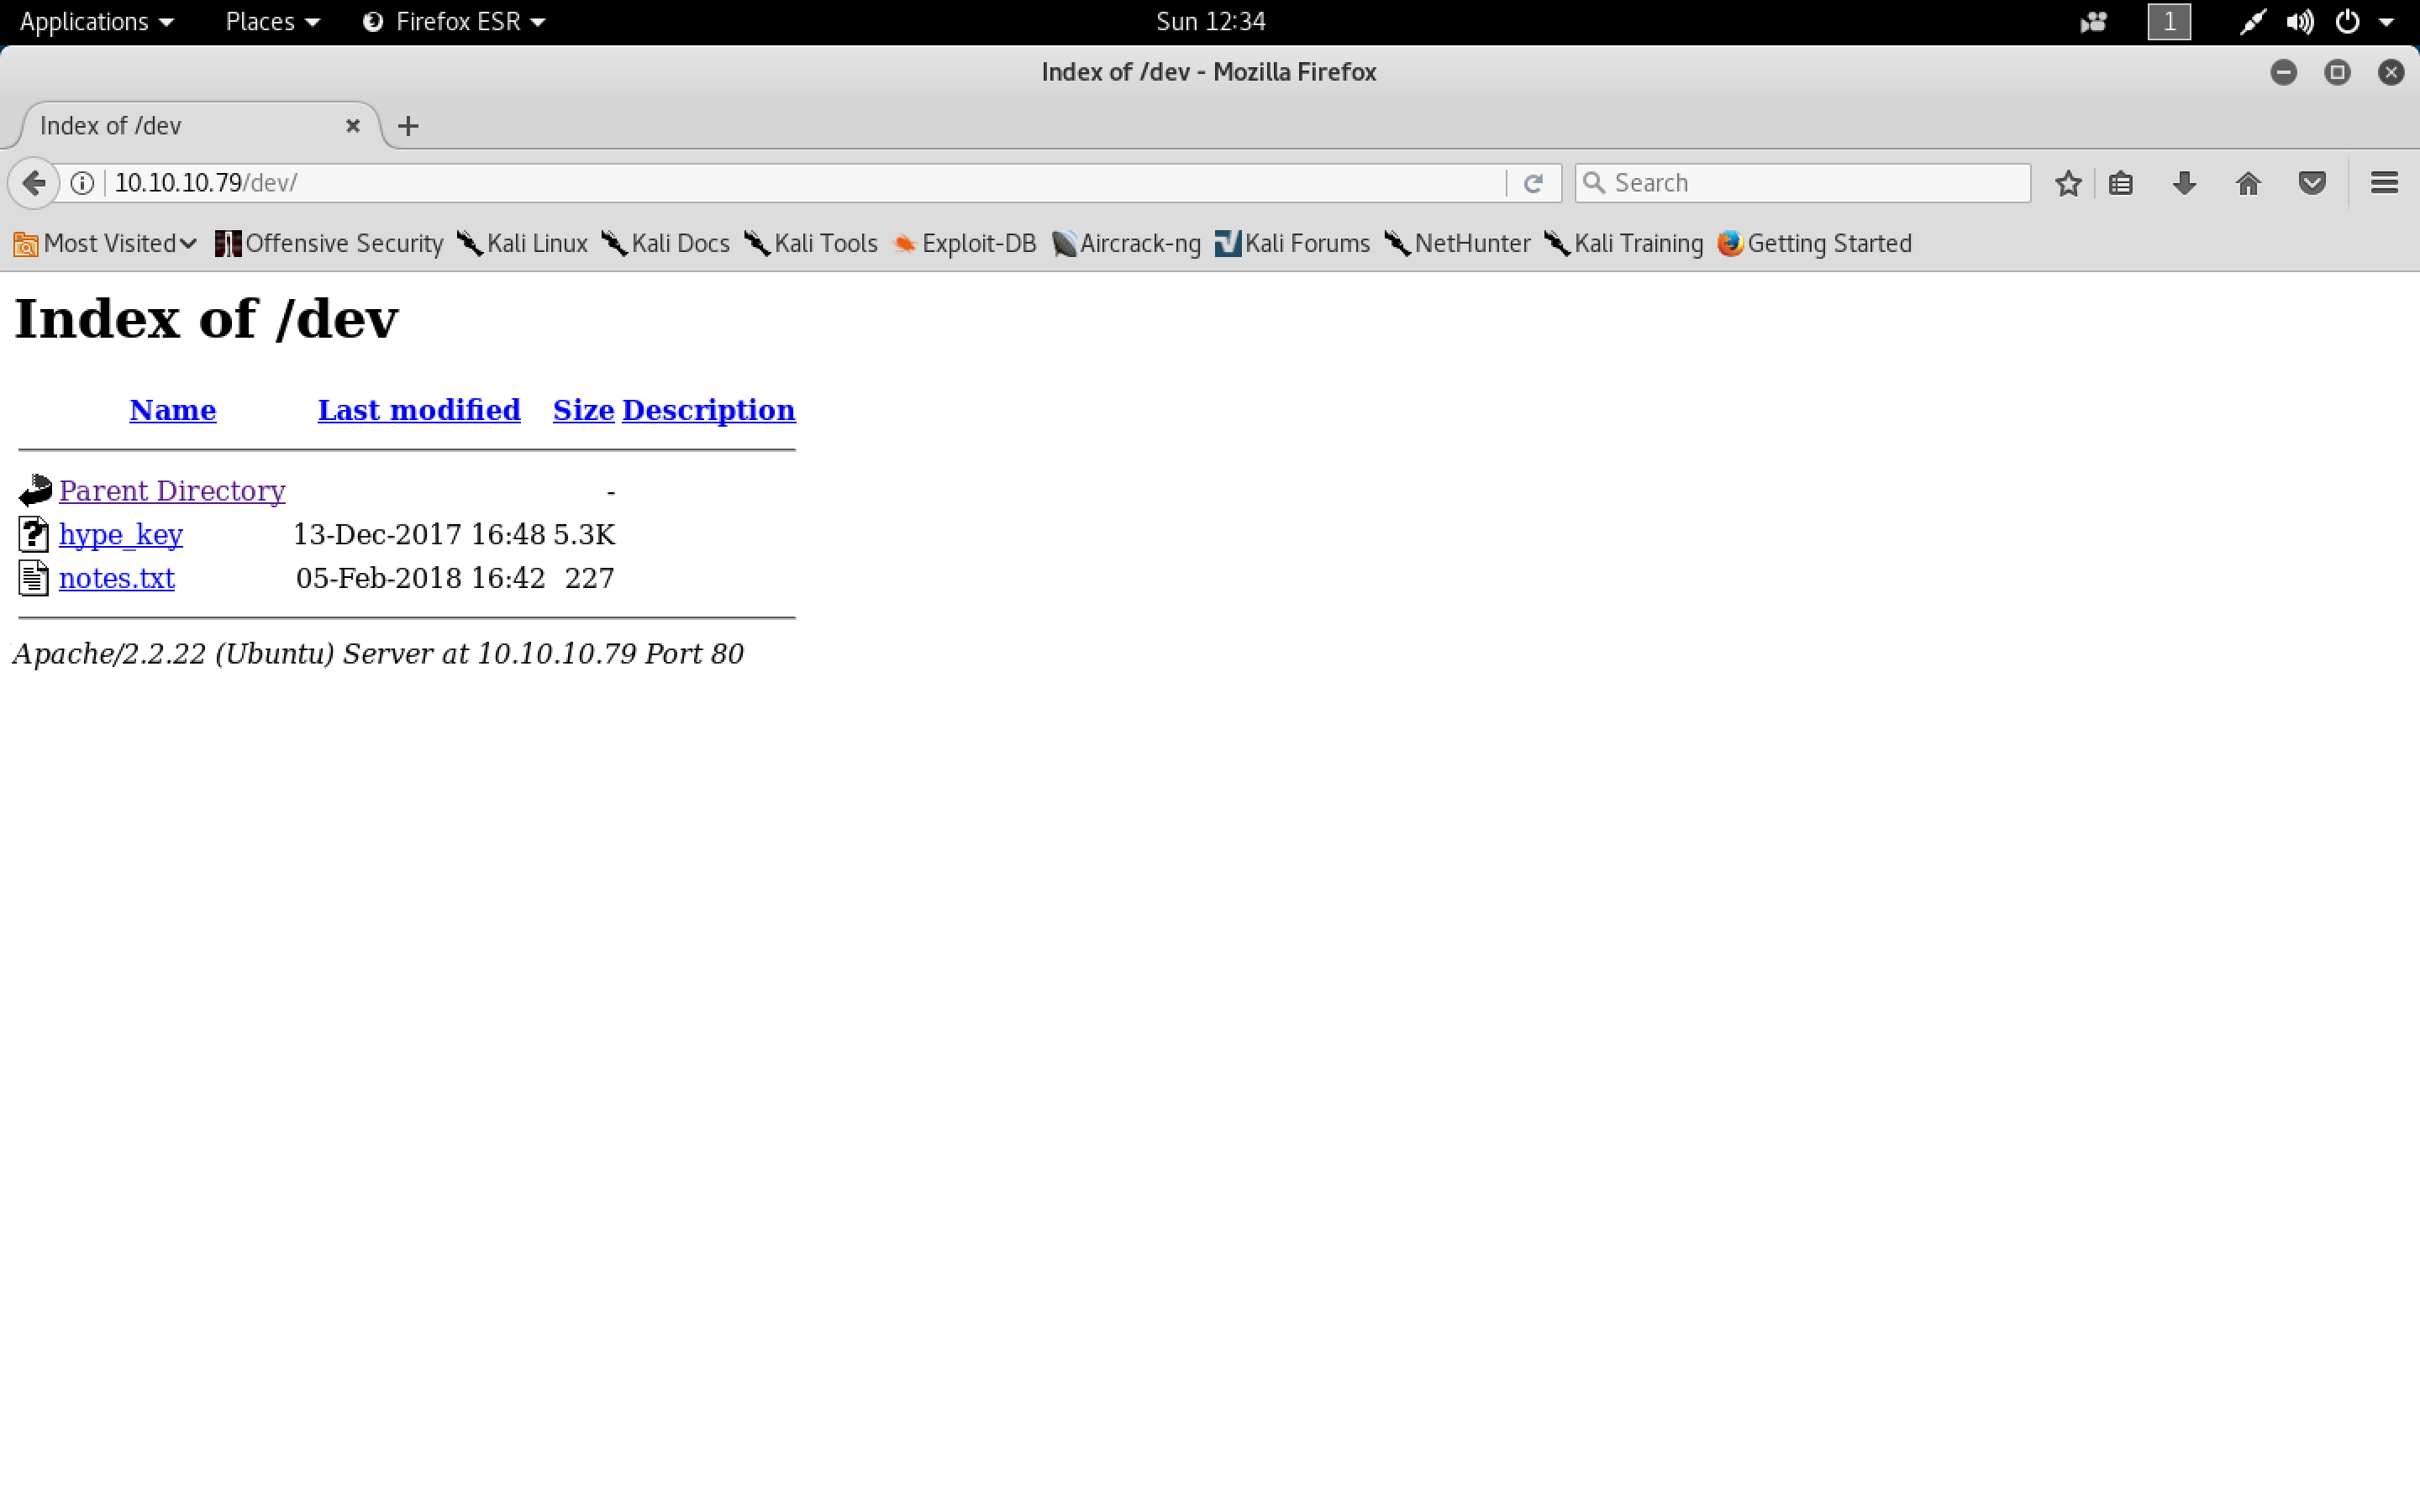 Applications Places Firefox ESR Sun 12:34 1
Index of /dev - Mozilla Firefox
Index of /dev
10.10.10.79/dev/ Search
Most Visited Offensive Security Kali Linux Kali Docs Kali Tools Exploit-DB Aircrack-ng Kali Forums NetHunter Kali Training Getting Started
Index of /dev
Name Last modified Size Description
Parent Directory -
hype_key 13-Dec-2017 16:48 5.3K
notes.txt 05-Feb-2018 16:42 227
Apache/2.2.22 (Ubuntu) Server at 10.10.10.79 Port 80